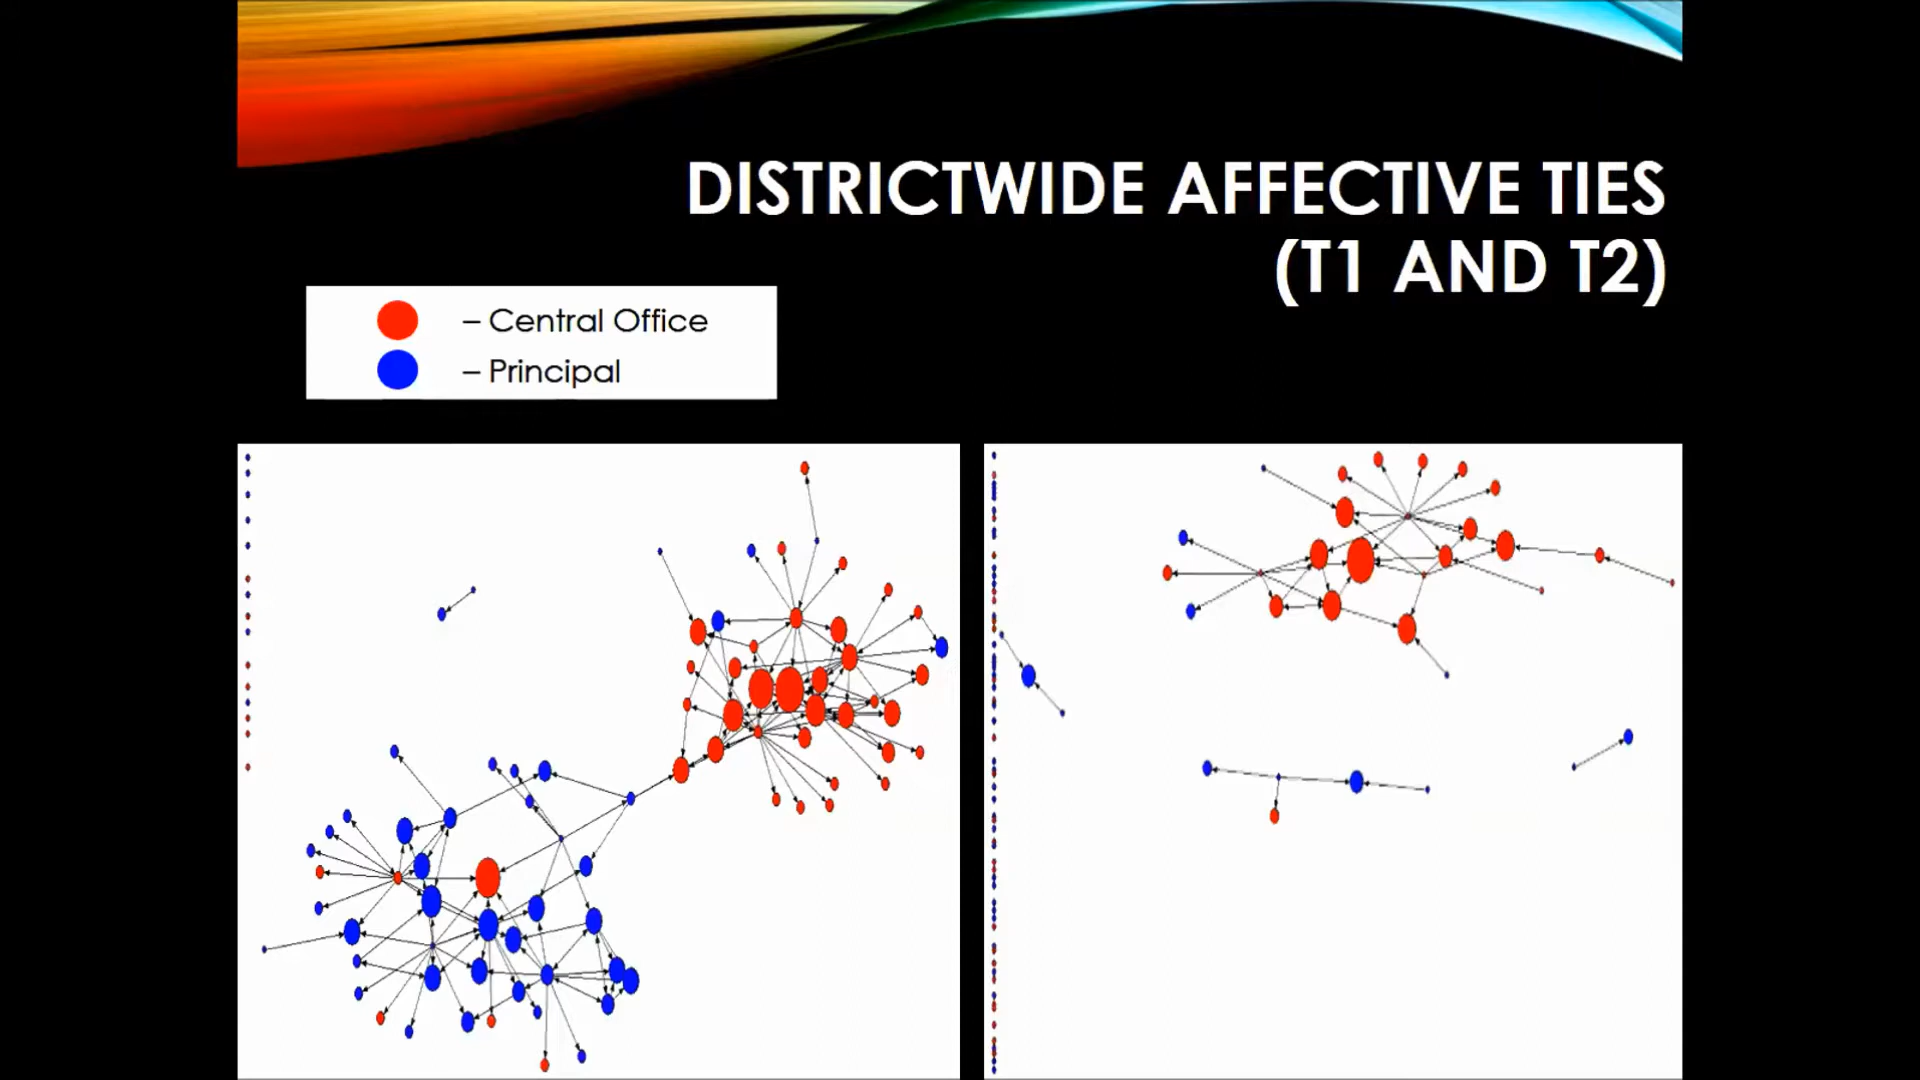 DISTRICTWIDE AFFECTIVE TIES
(T1 AND T2)
– Central Office
– Principal